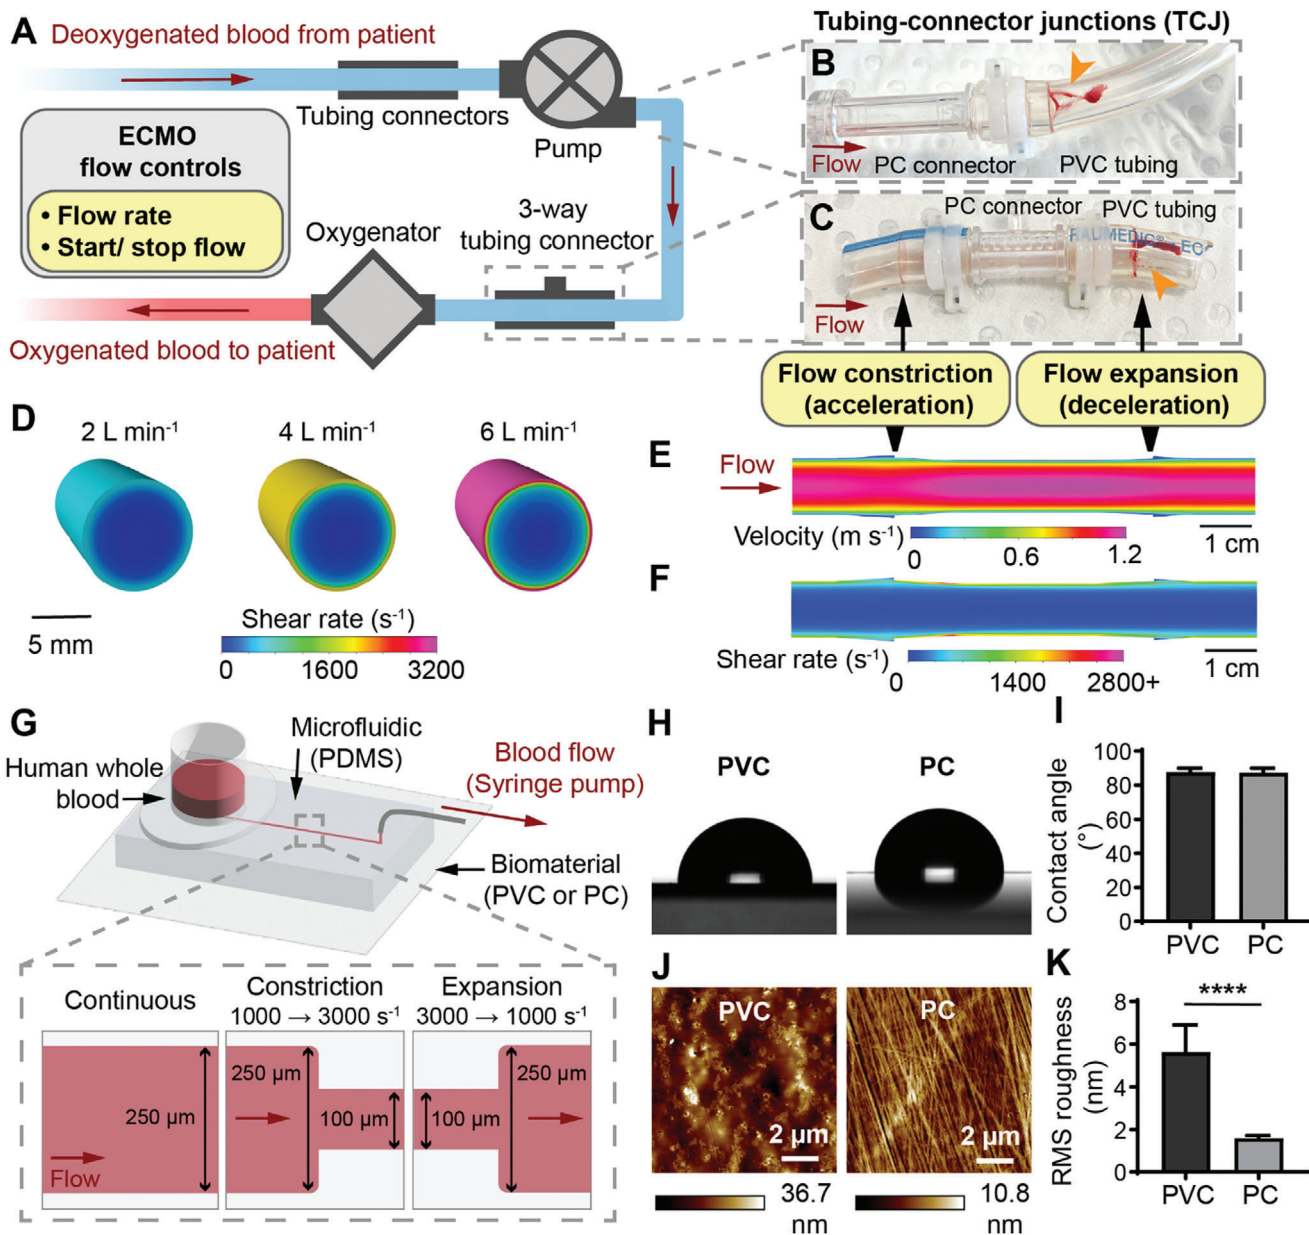 A
Deoxygenated blood from patient
Tubing connectors
Pump
ECMO
flow controls
• Flow rate
• Start/ stop flow
Oxygenator
3-way
tubing connector
Oxygenated blood to patient
Tubing-connector junctions (TCJ)
B
Flow
PC connector
PVC tubing
C
PC connector
PVC tubing
RAUMEDIC® ECC
Flow
Flow constriction
(acceleration)
Flow expansion
(deceleration)
D
2 L min⁻¹
4 L min⁻¹
6 L min⁻¹
5 mm
Shear rate (s⁻¹)
0 1600 3200
E
Flow
Velocity (m s⁻¹)
0 0.6 1.2
1 cm
F
Shear rate (s⁻¹)
0 1400 2800+
1 cm
G
Human whole
blood
Microfluidic
(PDMS)
Blood flow
(Syringe pump)
Biomaterial
(PVC or PC)
Continuous
250 µm
Flow
Constriction
1000 → 3000 s⁻¹
250 µm
100 µm
Expansion
3000 → 1000 s⁻¹
100 µm
250 µm
H
PVC
PC
I
Contact angle
(°)
100
80
60
40
20
0
PVC PC
J
PVC
2 µm
36.7
nm
PC
2 µm
10.8
nm
K
RMS roughness
(nm)
****
8
6
4
2
0
PVC PC